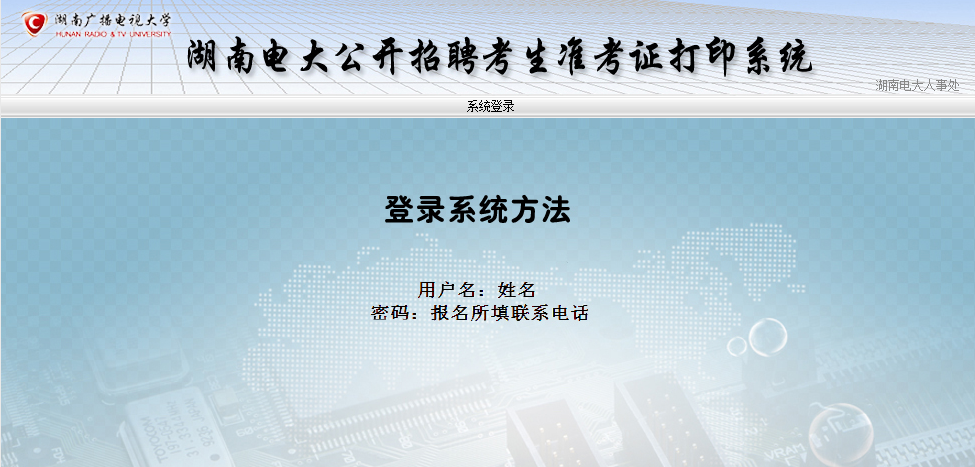 湖南广播电视大学
HUNAN RADIO & TV UNIVERSITY
湖南电大公开招聘考生准考证打印系统
湖南电大人事处
系统登录
登录系统方法
用户名：姓名
密码：报名所填联系电话
VRAM